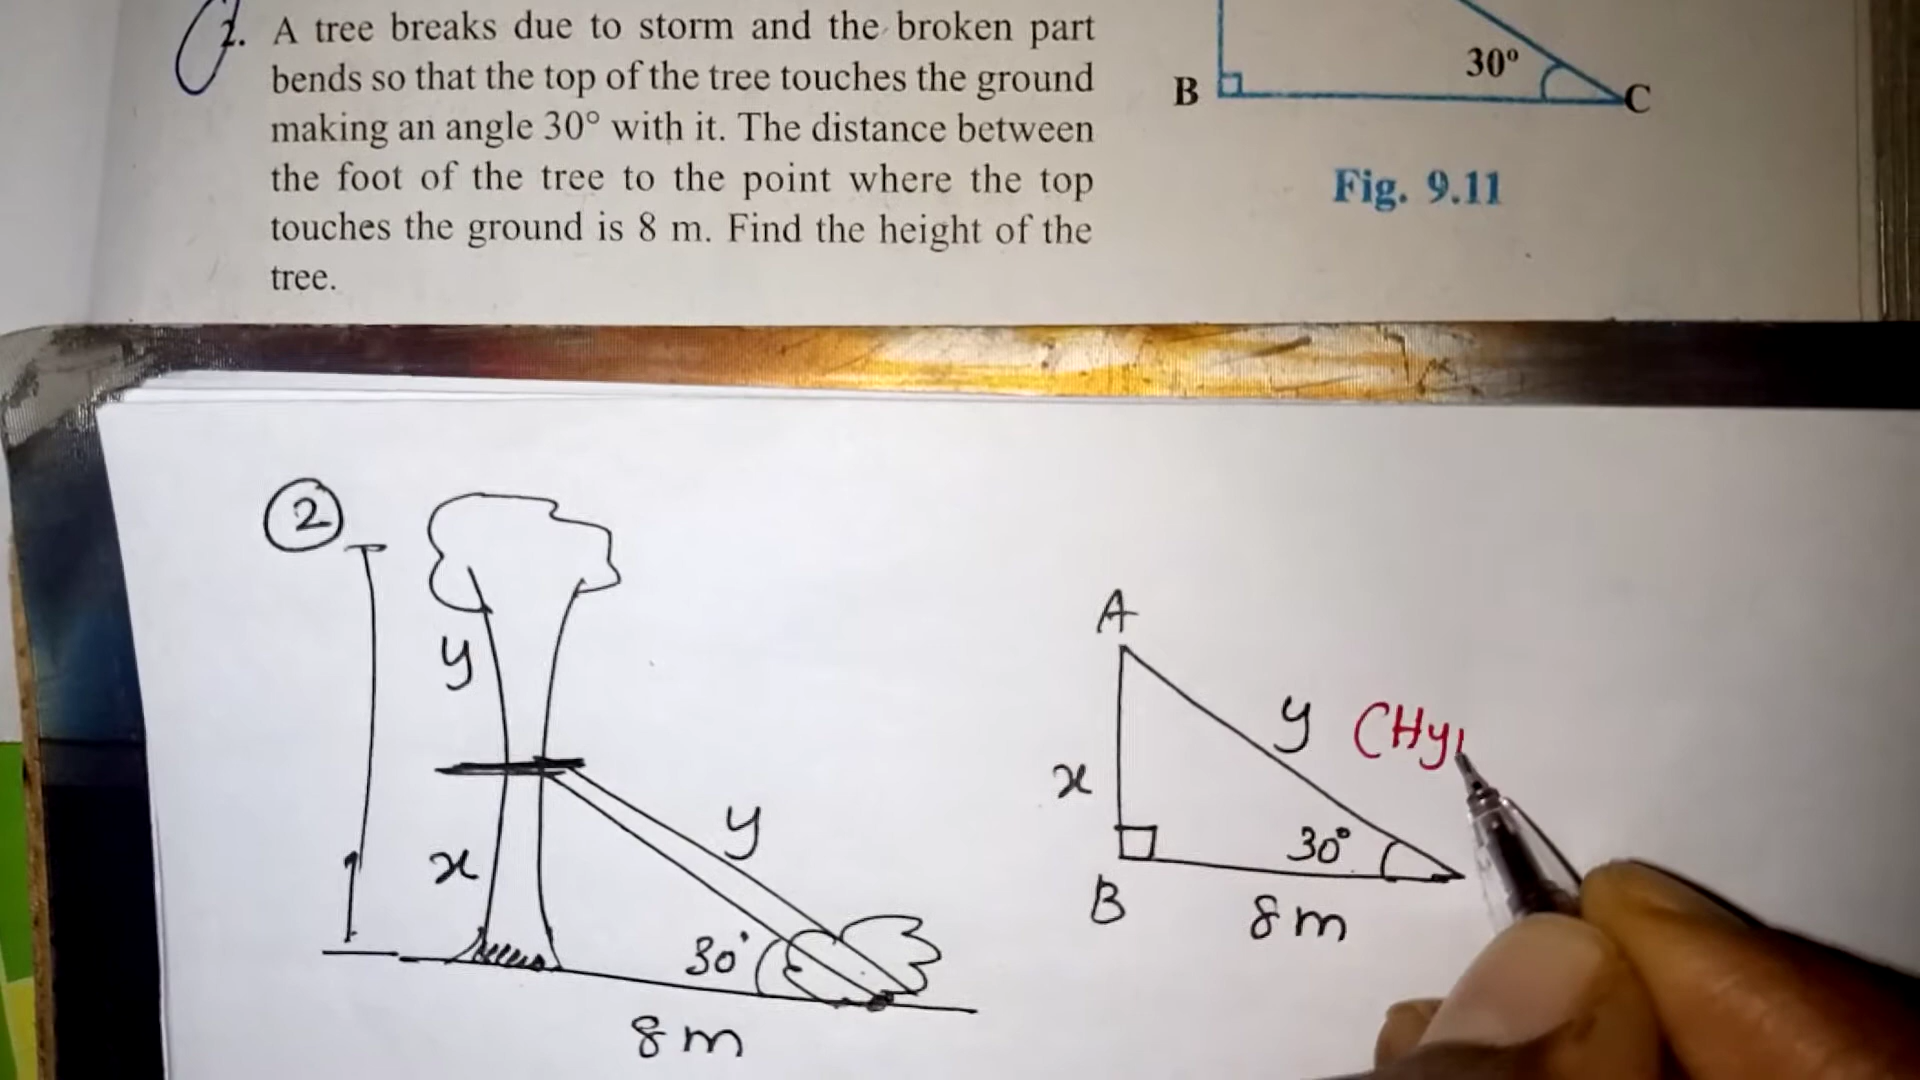 2. A tree breaks due to storm and the broken part
bends so that the top of the tree touches the ground
making an angle 30° with it. The distance between
the foot of the tree to the point where the top
touches the ground is 8 m. Find the height of the
tree.
30°
B
C
Fig. 9.11
2
y
x
y
30°
8 m
A
x
y (Hy
30°
B
8 m